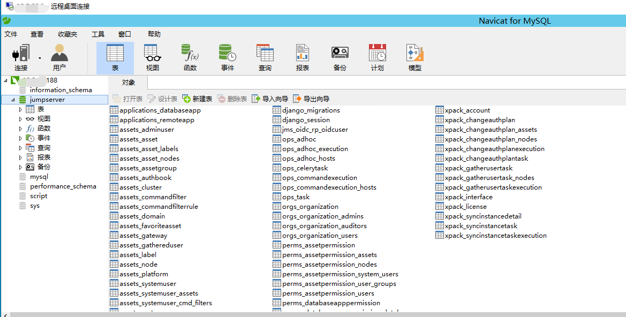 远程桌面连接
Navicat for MySQL
文件 查看 收藏夹 工具 窗口 帮助
连接 用户 表 视图 函数 事件 查询 报表 备份 计划 模型
188
对象
information_schema
jumpserver
表
视图
函数
事件
查询
报表
备份
mysql
performance_schema
script
sys
打开表 设计表 新建表 删除表 导入向导 导出向导
applications_databaseapp
applications_remoteapp
assets_adminuser
assets_asset
assets_asset_labels
assets_asset_nodes
assets_assetgroup
assets_authbook
assets_cluster
assets_commandfilter
assets_commandfilterrule
assets_domain
assets_favoriteasset
assets_gateway
assets_gathereduser
assets_label
assets_node
assets_platform
assets_systemuser
assets_systemuser_assets
assets_systemuser_cmd_filters
django_migrations
django_session
jms_oidc_rp_oidcuser
ops_adhoc
ops_adhoc_execution
ops_adhoc_hosts
ops_celerytask
ops_commandexecution
ops_commandexecution_hosts
ops_task
orgs_organization
orgs_organization_admins
orgs_organization_auditors
orgs_organization_users
perms_assetpermission
perms_assetpermission_assets
perms_assetpermission_nodes
perms_assetpermission_system_users
perms_assetpermission_user_groups
perms_assetpermission_users
perms_databaseapppermission
xpack_account
xpack_changeauthplan
xpack_changeauthplan_assets
xpack_changeauthplan_nodes
xpack_changeauthplanexecution
xpack_changeauthplantask
xpack_gatherusertask
xpack_gatherusertask_nodes
xpack_gatherusertaskexecution
xpack_interface
xpack_license
xpack_syncinstancedetail
xpack_syncinstancetask
xpack_syncinstancetaskexecution